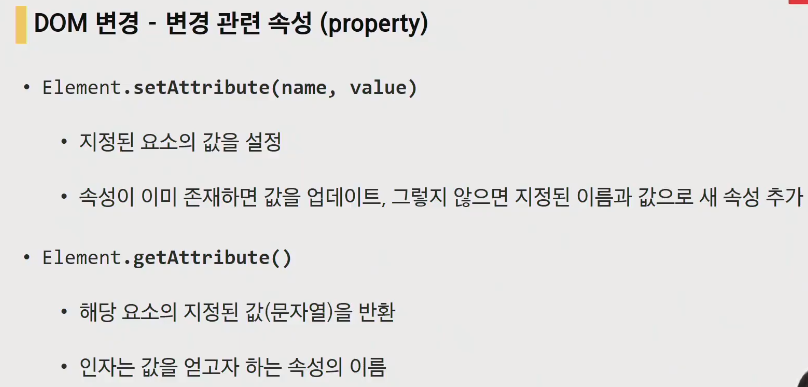 DOM 변경 - 변경 관련 속성 (property)
• Element.setAttribute(name, value)
• 지정된 요소의 값을 설정
• 속성이 이미 존재하면 값을 업데이트, 그렇지 않으면 지정된 이름과 값으로 새 속성 추가
• Element.getAttribute()
• 해당 요소의 지정된 값(문자열)을 반환
• 인자는 값을 얻고자 하는 속성의 이름